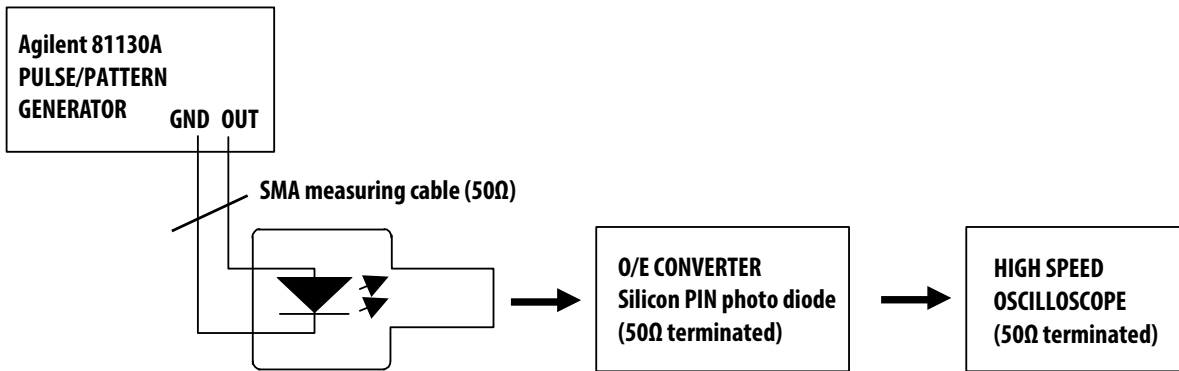 Agilent 81130A
PULSE/PATTERN
GENERATOR
GND OUT
SMA measuring cable (50Ω)
O/E CONVERTER
Silicon PIN photo diode
(50Ω terminated)
HIGH SPEED
OSCILLOSCOPE
(50Ω terminated)